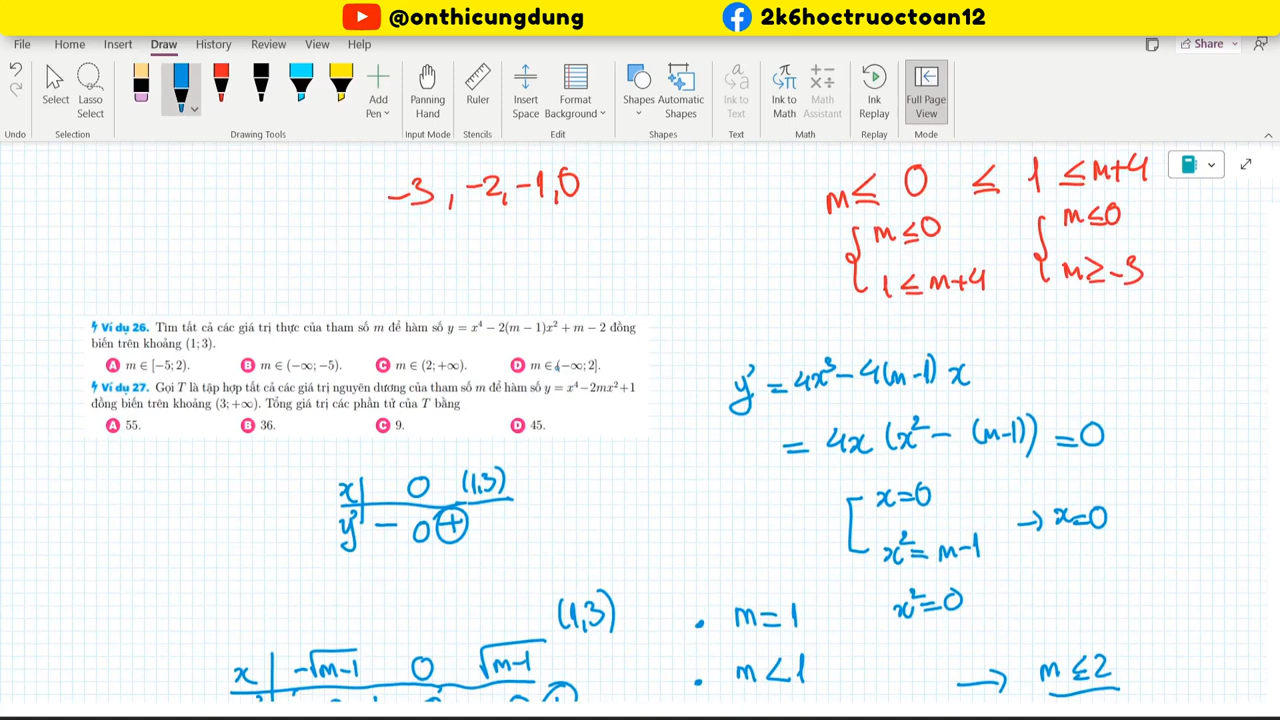 @onthicungdung 2k6hoctructoan12
File Home Insert Draw History Review View Help Share
Select Lasso Select Add Pen Panning Hand Ruler Insert Space Format Background Shapes Automatic Shapes Ink to Text Ink to Math Math Assistant Ink Replay Full Page View
Undo Selection Drawing Tools Input Mode Stencils Edit Shapes Text Math Replay Mode
-3, -2, -1, 0
m ≤ 0 ≤ 1 ≤ m+4
{ m ≤ 0 { m ≤ 0
1 ≤ m+4 m ≥ -3
Ví dụ 26. Tìm tất cả các giá trị thực của tham số m để hàm số y = x⁴ − 2(m − 1)x² + m − 2 đồng
biến trên khoảng (1; 3).
A m ∈ [−5; 2). B m ∈ (−∞; −5). C m ∈ (2; +∞). D m ∈ (−∞; 2].
Ví dụ 27. Gọi T là tập hợp tất cả các giá trị nguyên dương của tham số m để hàm số y = x⁴ − 2mx² + 1
đồng biến trên khoảng (3; +∞). Tổng giá trị các phần tử của T bằng
A 55. B 36. C 9. D 45.
y' = 4x³ - 4(m-1)x
= 4x (x² - (m-1)) = 0
x 0 (1,3)
y' - 0 +
[ x=0
x² = m-1 → x=0
x² = 0
(1,3)
. m = 1
x -√m-1 0 √m-1
. m < 1 → m ≤ 2